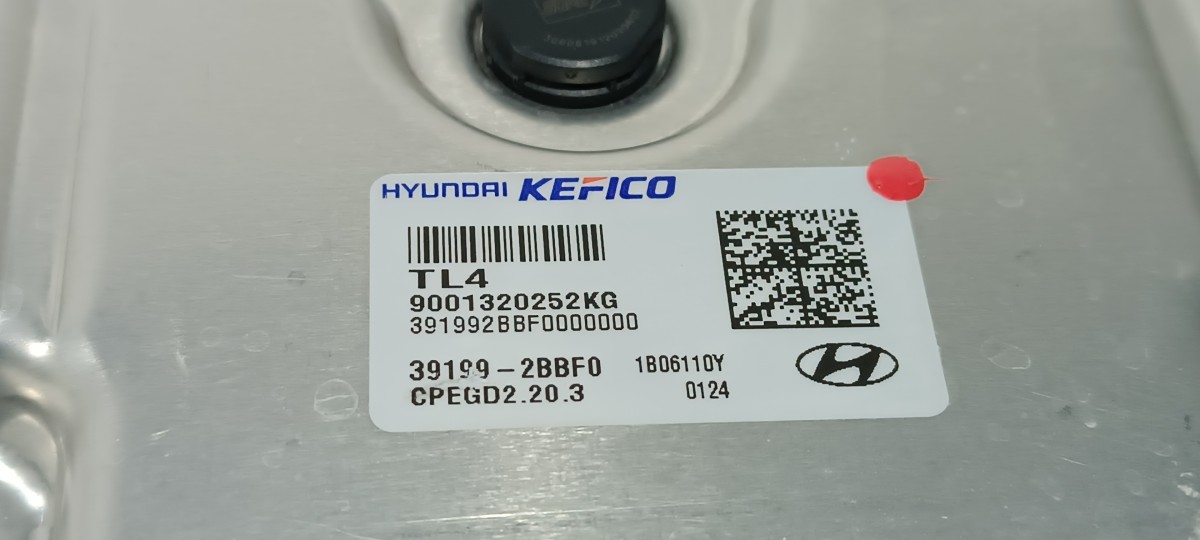 HYUNDAI KEFICO
TL4
9001320252KG
391992BBF0000000
39199-2BBF0 1B06110Y
CPEGD2.20.3 0124